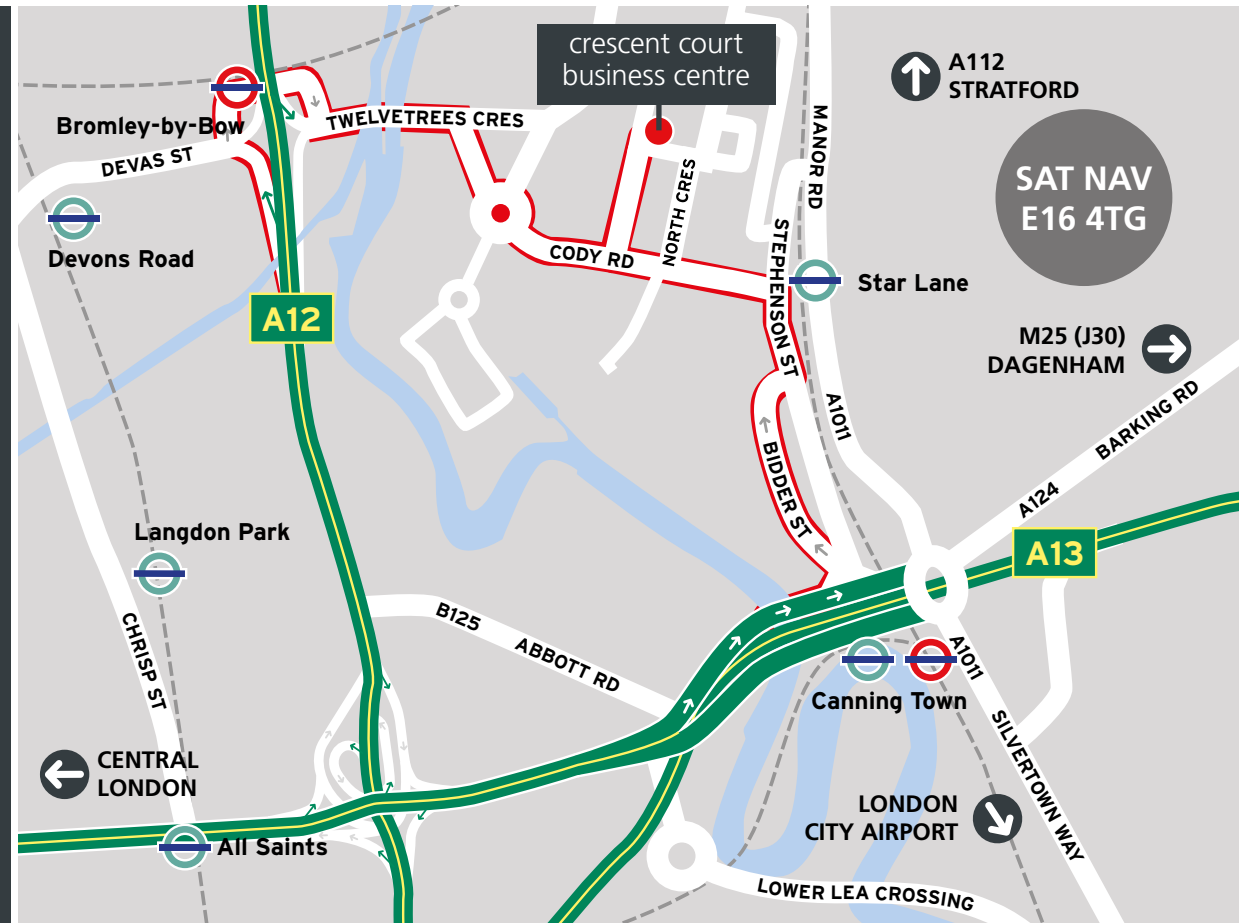 crescent court
business centre
A112
STRATFORD
SAT NAV
E16 4TG
Bromley-by-Bow
TWELVETREES CRES
DEVAS ST
MANOR RD
NORTH CRES
Devons Road
CODY RD
STEPHENSON ST
Star Lane
A12
M25 (J30)
DAGENHAM
A1011
BARKING RD
BIDDER ST
A124
Langdon Park
A13
B125
ABBOTT RD
CHRISP ST
A1011
Canning Town
SILVERTOWN WAY
CENTRAL
LONDON
LONDON
CITY AIRPORT
All Saints
LOWER LEA CROSSING